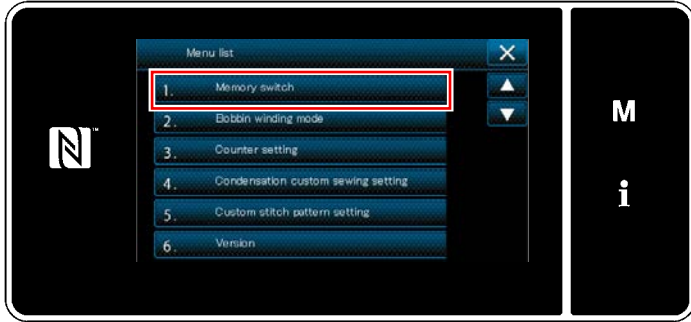 Menu list
1. Memory switch
2. Bobbin winding mode
3. Counter setting
4. Condensation custom sewing setting
5. Custom stitch pattern setting
6. Version
N™
M
i